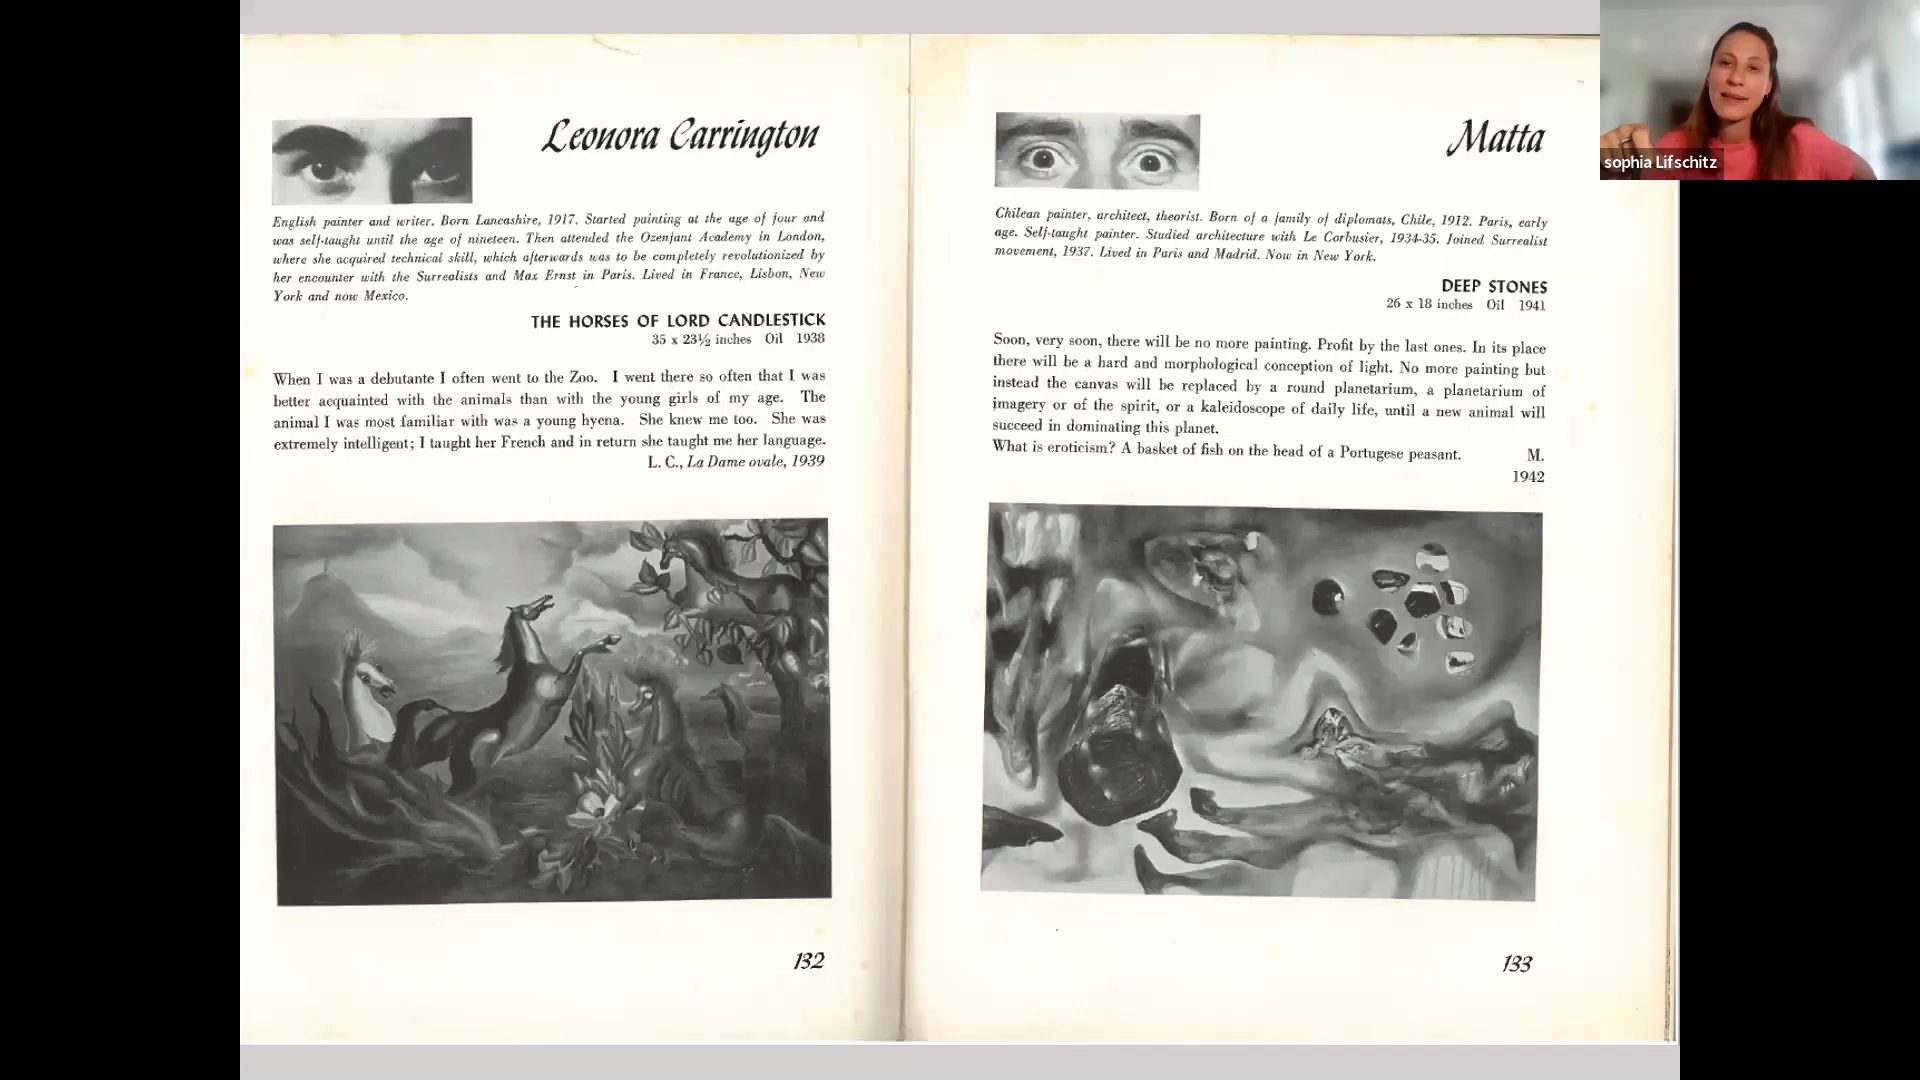 Leonora Carrington
English painter and writer. Born Lancashire, 1917. Started painting at the age of four and
was self-taught until the age of nineteen. Then attended the Ozenfant Academy in London,
where she acquired technical skill, which afterwards was to be completely revolutionized by
her encounter with the Surrealists and Max Ernst in Paris. Lived in France, Lisbon, New
York and now Mexico.
THE HORSES OF LORD CANDLESTICK
35 x 23½ inches Oil 1938
When I was a debutante I often went to the Zoo. I went there so often that I was
better acquainted with the animals than with the young girls of my age. The
animal I was most familiar with was a young hyena. She knew me too. She was
extremely intelligent; I taught her French and in return she taught me her language.
L. C., La Dame ovale, 1939
132
Matta
Chilean painter, architect, theorist. Born of a family of diplomats, Chile, 1912. Paris, early
age. Self-taught painter. Studied architecture with Le Corbusier, 1934-35. Joined Surrealist
movement, 1937. Lived in Paris and Madrid. Now in New York.
DEEP STONES
26 x 18 inches Oil 1941
Soon, very soon, there will be no more painting. Profit by the last ones. In its place
there will be a hard and morphological conception of light. No more painting but
instead the canvas will be replaced by a round planetarium, a planetarium of
imagery or of the spirit, or a kaleidoscope of daily life, until a new animal will
succeed in dominating this planet.
What is eroticism? A basket of fish on the head of a Portugese peasant. M.
1942
133
sophia Lifschitz